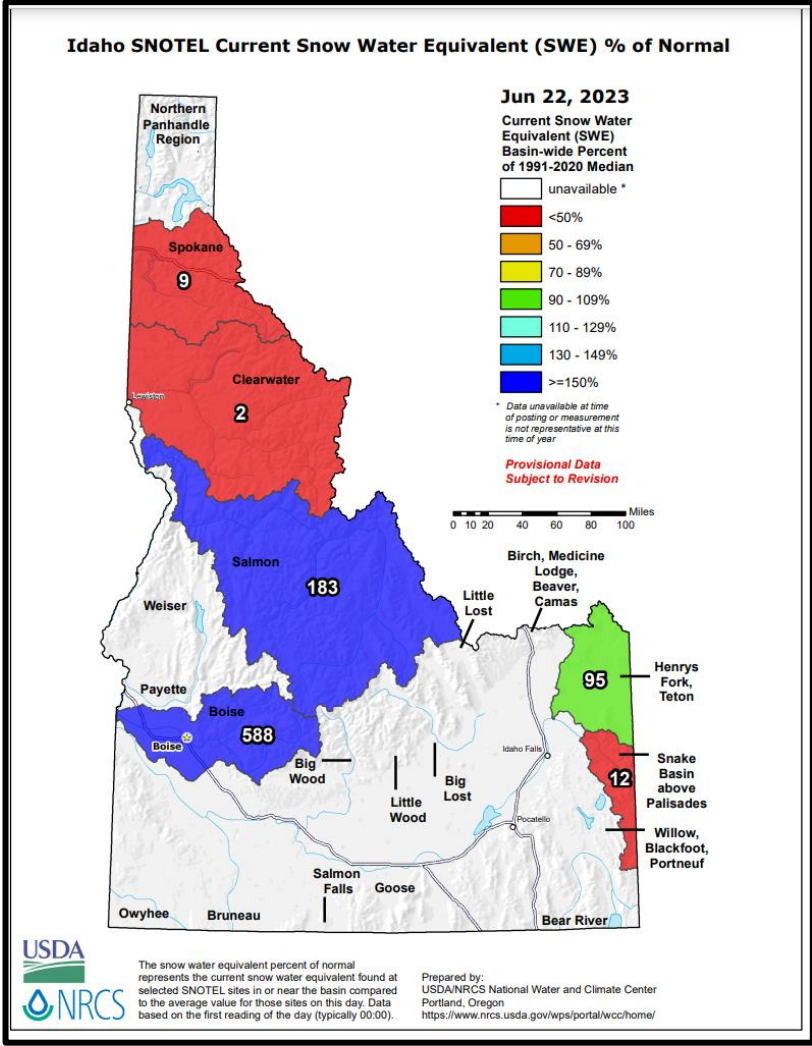 Idaho SNOTEL Current Snow Water Equivalent (SWE) % of Normal
Jun 22, 2023
Current Snow Water
Equivalent (SWE)
Basin-wide Percent
of 1991-2020 Median
unavailable *
<50%
50 - 69%
70 - 89%
90 - 109%
110 - 129%
130 - 149%
>=150%
* Data unavailable at time
of posting or measurement
is not representative at this
time of year
Provisional Data
Subject to Revision
Miles
0 10 20 40 60 80 100
Northern
Panhandle
Region
Spokane
9
Clearwater
2
Lewiston
Salmon
183
Weiser
Payette
Boise
588
Boise
Little
Lost
Birch, Medicine
Lodge,
Beaver,
Camas
95
Henrys
Fork,
Teton
Idaho Falls
12
Snake
Basin
above
Palisades
Big
Wood
Little
Wood
Big
Lost
Pocatello
Willow,
Blackfoot,
Portneuf
Salmon
Falls
Goose
Owyhee
Bruneau
Bear River
USDA
NRCS
The snow water equivalent percent of normal
represents the current snow water equivalent found at
selected SNOTEL sites in or near the basin compared
to the average value for those sites on this day. Data
based on the first reading of the day (typically 00:00).
Prepared by:
USDA/NRCS National Water and Climate Center
Portland, Oregon
https://www.nrcs.usda.gov/wps/portal/wcc/home/